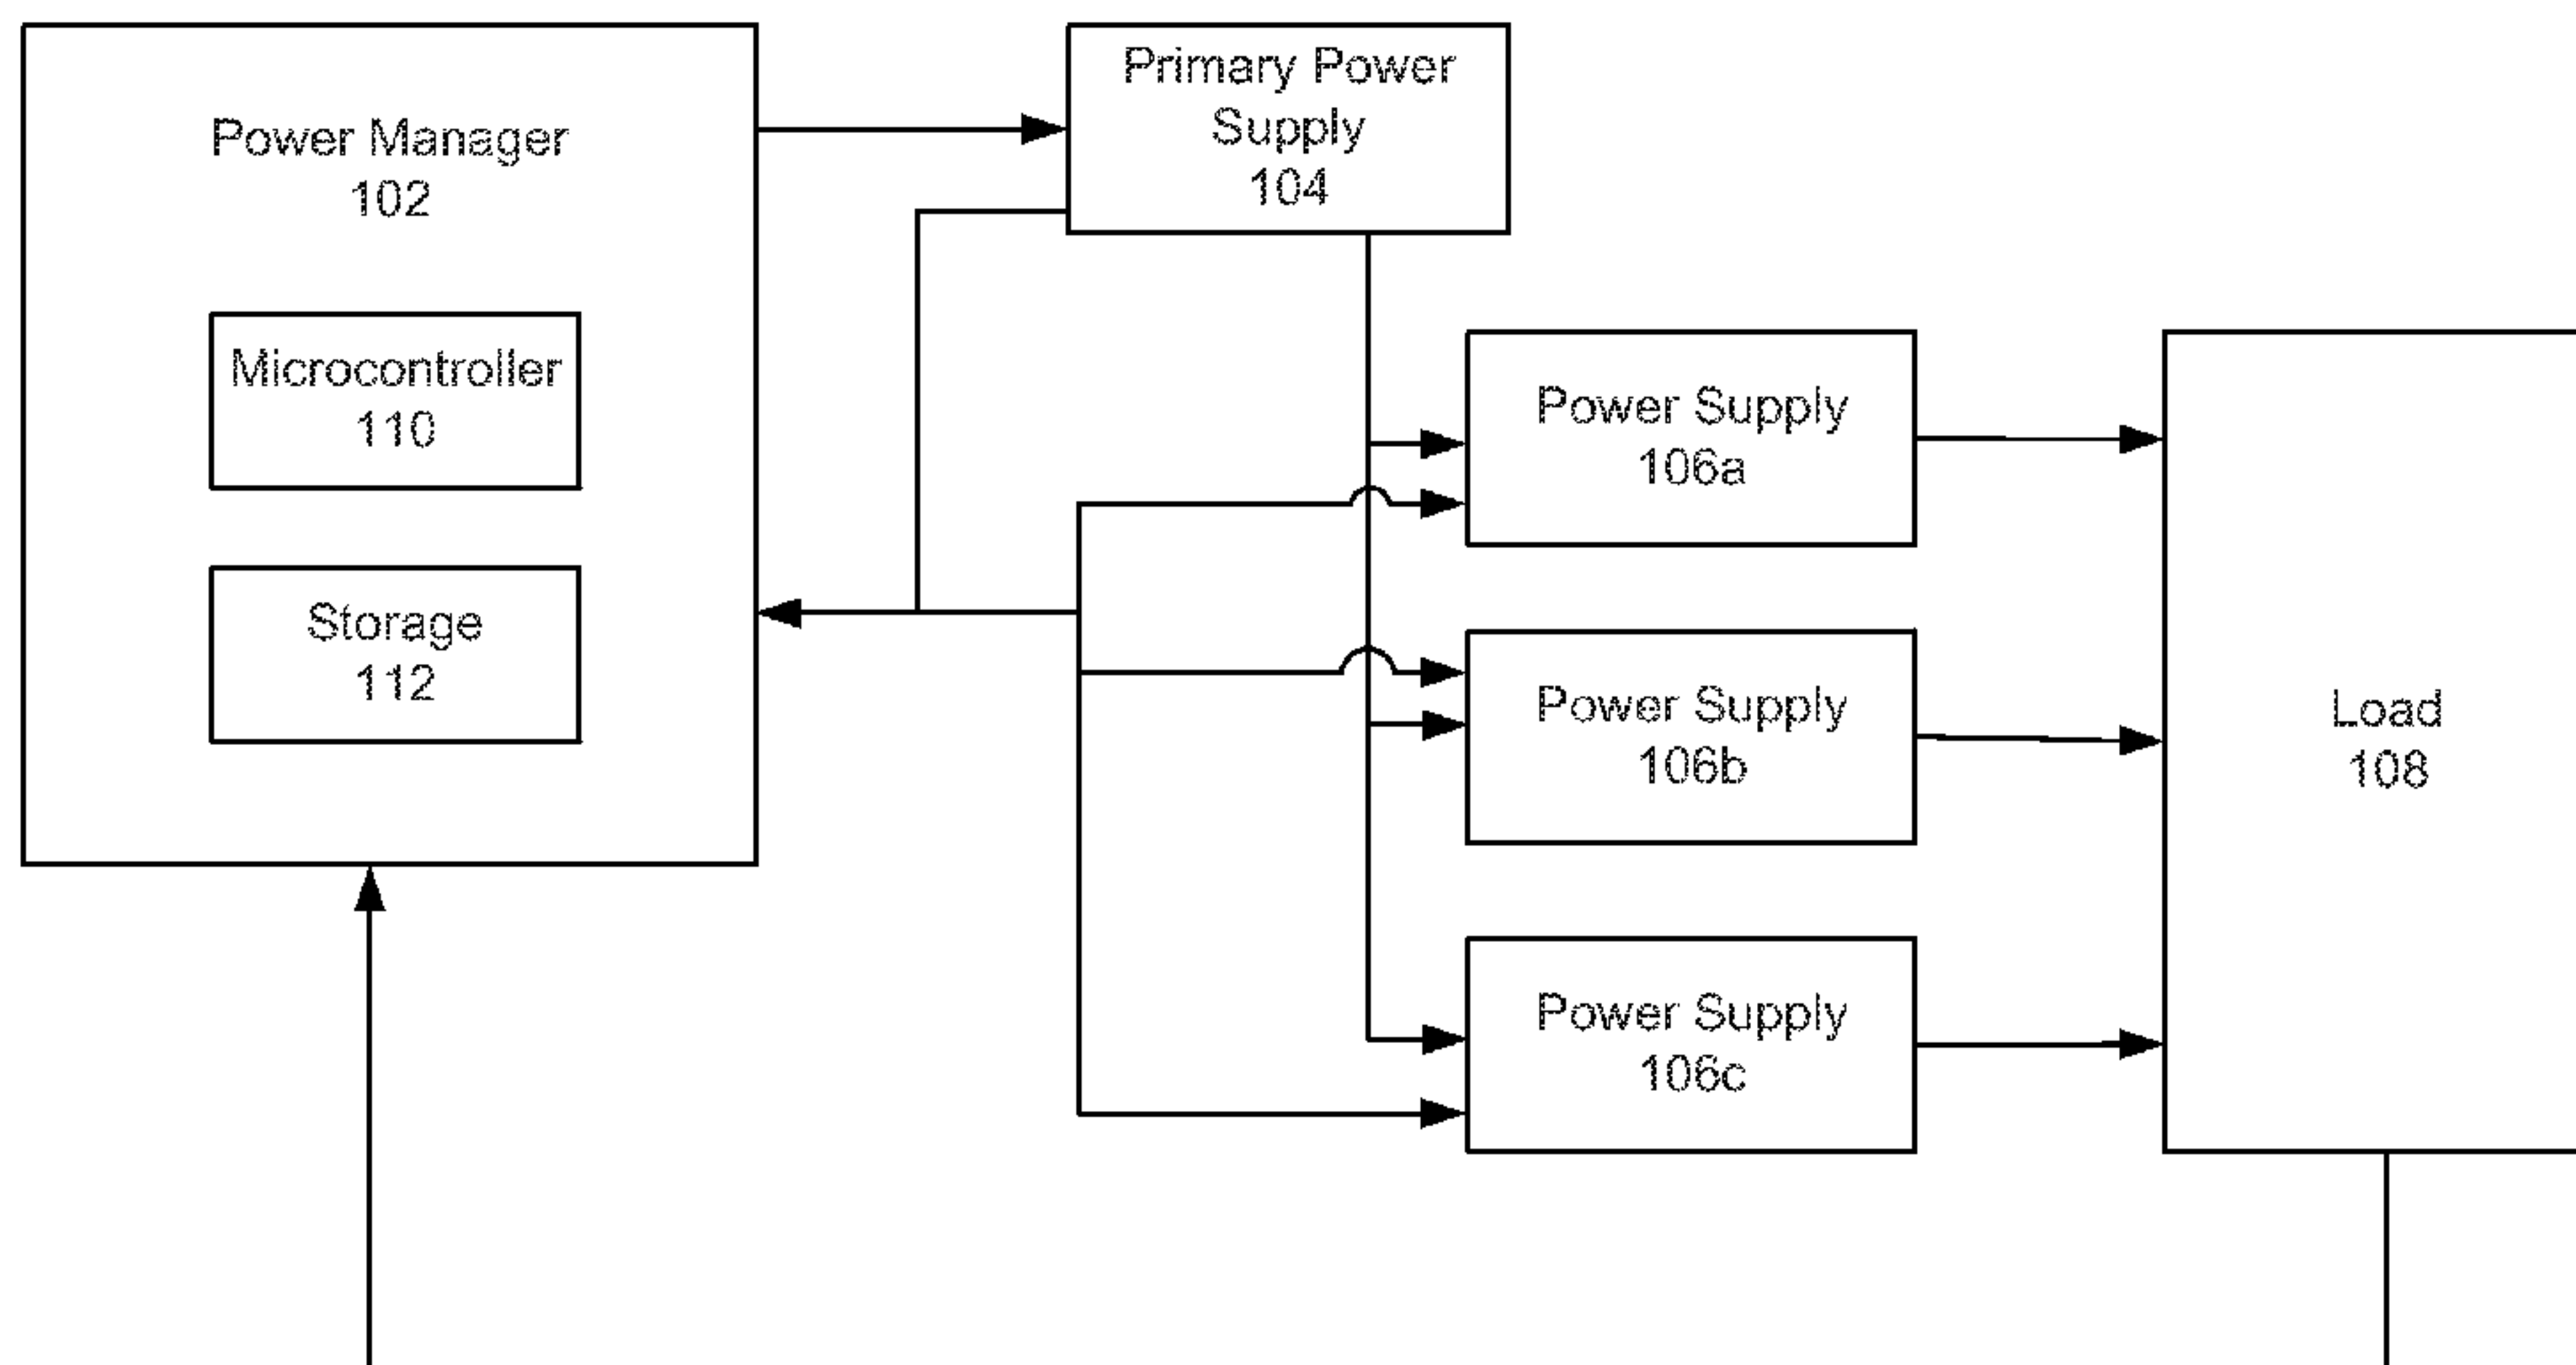 Power Manager
102
Microcontroller
110
Storage
112
Primary Power
Supply
104
Power Supply
106a
Power Supply
106b
Power Supply
106c
Load
108